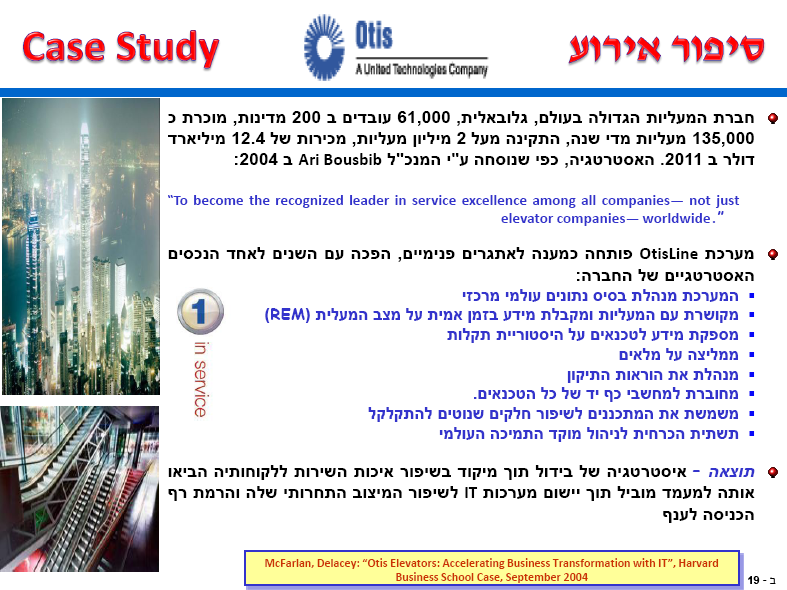 סיפור אירוע
Case Study
Otis
A United Technologies Company
חברת המעליות הגדולה בעולם, גלובאלית, 61,000 עובדים ב 200 מדינות, מוכרת כ
135,000 מעליות מדי שנה, התקינה מעל 2 מיליון מעליות, מכירות של 12.4 מיליארד
דולר ב 2011. האסטרטגיה, כפי שנוסחה ע"י המנכ"ל Ari Bousbib ב 2004:
"To become the recognized leader in service excellence among all companies— not just
elevator companies— worldwide."
מערכת OtisLine פותחה כמענה לאתגרים פנימיים, הפכה עם השנים לאחד הנכסים
האסטרטגיים של החברה:
המערכת מנהלת בסיס נתונים עולמי מרכזי
מקושרת עם המעליות ומקבלת מידע בזמן אמית על מצב המעלית (REM)
מספקת מידע לטכנאים על היסטוריית תקלות
ממליצה על מלאים
מנהלת את הוראות התיקון
מחוברת למחשבי כף יד של כל הטכנאים.
משמשת את המתכננים לשיפור חלקים שנוטים להתקלקל
תשתית הכרחית לניהול מוקד התמיכה העולמי
1
in service
תוצאה - איסטרטגיה של בידול תוך מיקוד בשיפור איכות השירות ללקוחותיה הביאו
אותה למעמד מוביל תוך יישום מערכות IT לשיפור המיצוב התחרותי שלה והרמת רף
הכניסה לענף
McFarlan, Delacey: "Otis Elevators: Accelerating Business Transformation with IT", Harvard
Business School Case, September 2004
ב - 19